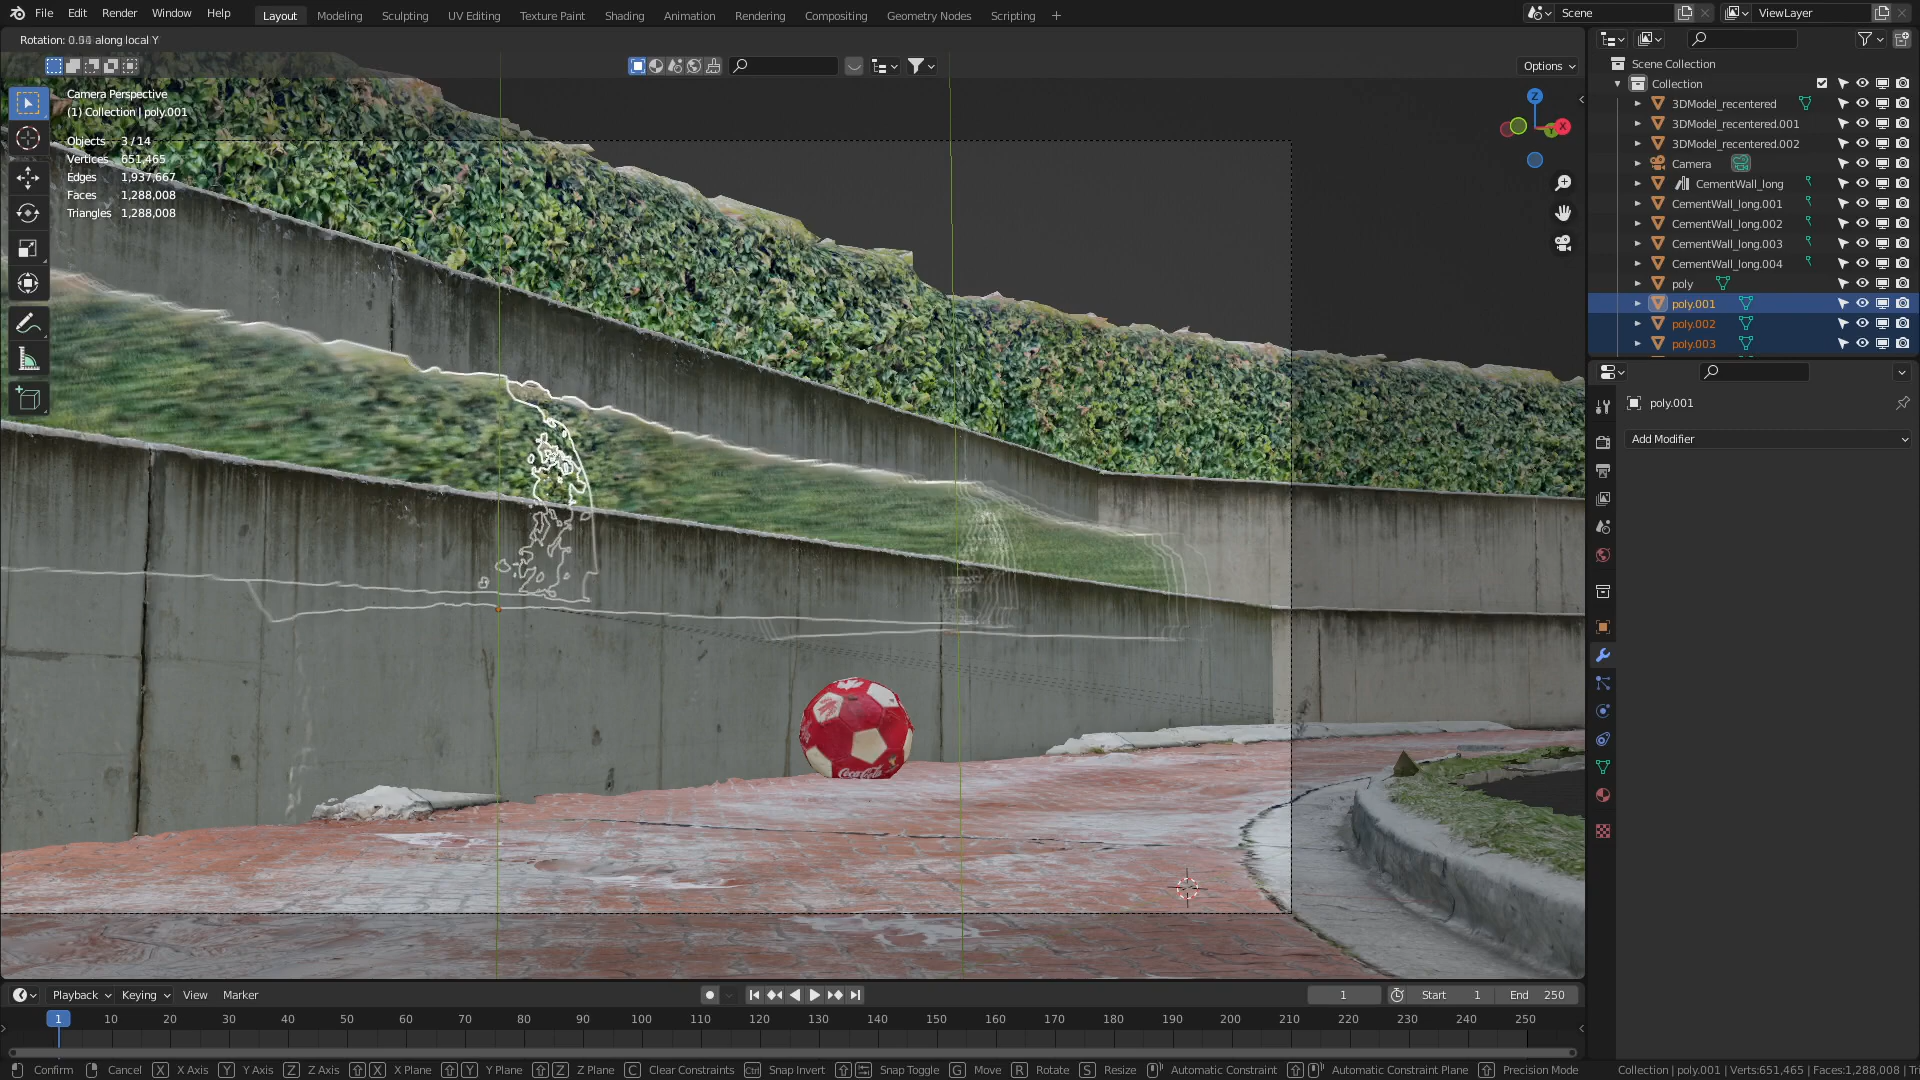 File Edit Render Window Help
Layout Modeling Sculpting UV Editing Texture Paint Shading Animation Rendering Compositing Geometry Nodes Scripting +
Scene
ViewLayer
along local Y
Options
Camera Perspective
(1) Collection | poly.001
Objects 3 / 14
Vertices 651,465
Edges 1,937,667
Faces 1,288,008
Triangles 1,288,008
Z
X
Y
Coca-Cola
Scene Collection
Collection
3DModel_recentered
3DModel_recentered.001
3DModel_recentered.002
Camera
CementWall_long
CementWall_long.001
CementWall_long.002
CementWall_long.003
CementWall_long.004
poly
poly.001
poly.002
poly.003
poly.001
Add Modifier
Playback Keying View Marker
1 Start 1 End 250
1 10 20 30 40 50 60 70 80 90 100 110 120 130 140 150 160 170 180 190 200 210 220 230 240 250
Confirm Cancel X X Axis Y Y Axis Z Z Axis X X Plane Y Y Plane Z Z Plane C Clear Constraints Ctrl Snap Invert Snap Toggle G Move R Rotate S Resize Automatic Constraint Automatic Constraint Plane Precision Mode Collection | poly.001 | Verts:651,465 | Faces:1,288,008 | Tr